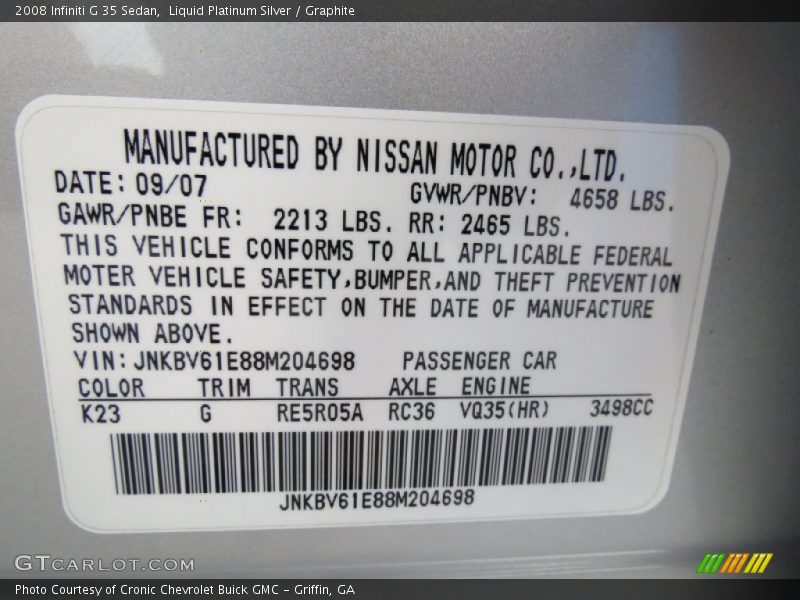 2008 Infiniti G 35 Sedan,  Liquid Platinum Silver / Graphite
MANUFACTURED BY NISSAN MOTOR CO.,LTD.
DATE: 09/07 GVWR/PNBV: 4658 LBS.
GAWR/PNBE FR: 2213 LBS. RR: 2465 LBS.
THIS VEHICLE CONFORMS TO ALL APPLICABLE FEDERAL
MOTER VEHICLE SAFETY,BUMPER,AND THEFT PREVENTION
STANDARDS IN EFFECT ON THE DATE OF MANUFACTURE
SHOWN ABOVE.
VIN: JNKBV61E88M204698 PASSENGER CAR
COLOR TRIM TRANS AXLE ENGINE
K23 G RE5R05A RC36 VQ35(HR) 3498CC
JNKBV61E88M204698
GTCARLOT.COM
Photo Courtesy of Cronic Chevrolet Buick GMC - Griffin, GA